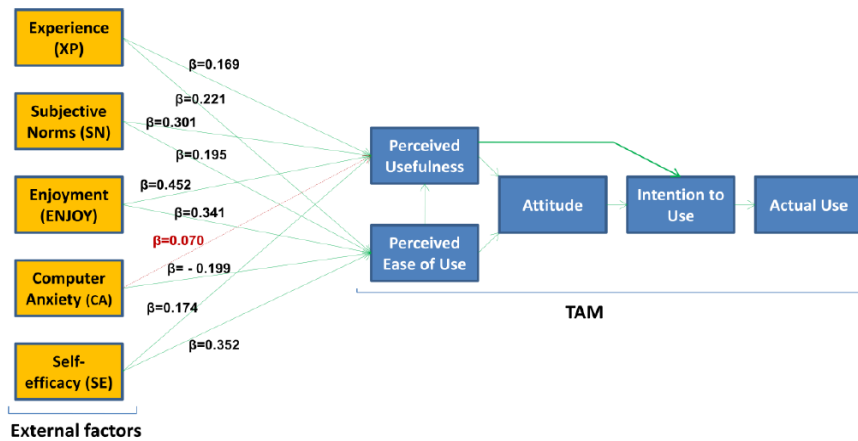 Experience
(XP)
β=0.169
β=0.221
Subjective
Norms (SN)
β=0.301
β=0.195
Perceived
Usefulness
Enjoyment
(ENJOY)
β=0.452
β=0.341
Attitude
Intention to
Use
Actual Use
β=0.070
Perceived
Ease of Use
Computer
Anxiety (CA)
β= - 0.199
β=0.174
TAM
β=0.352
Self-
efficacy (SE)
External factors